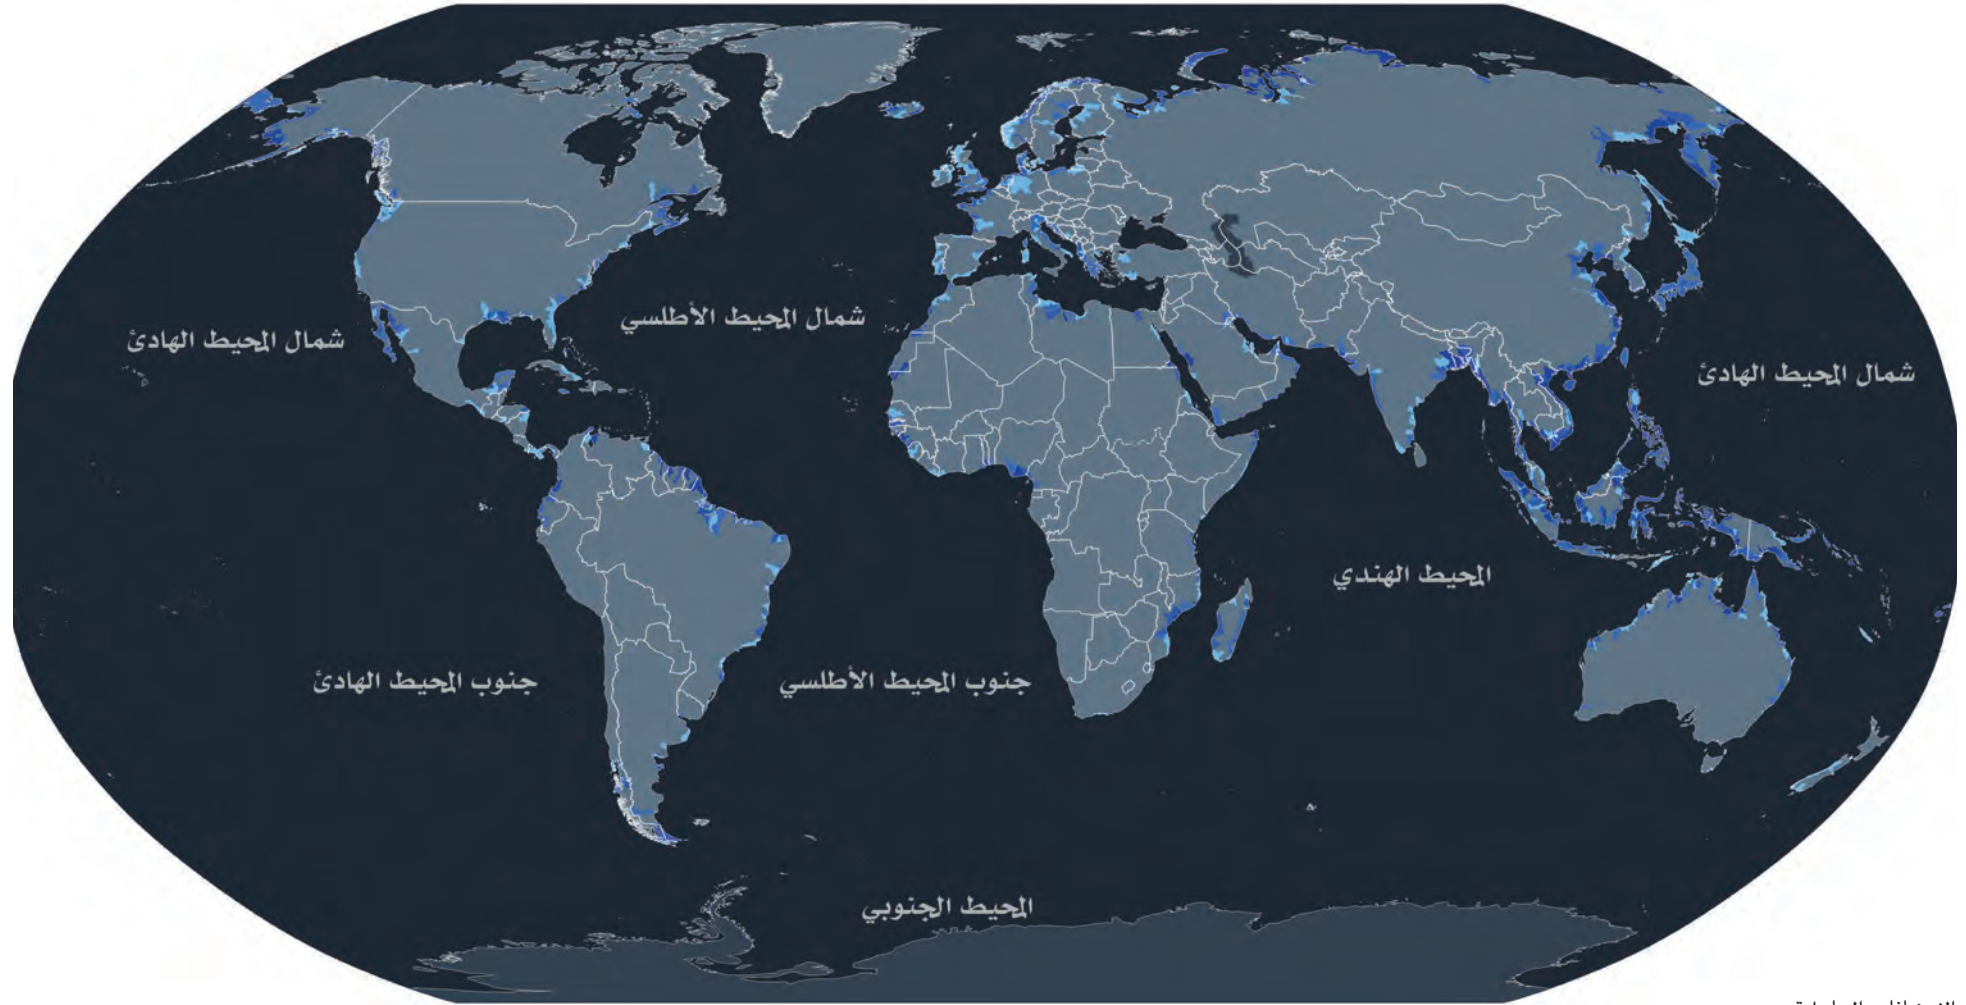 شمال المحيط الأطلسي
شمال المحيط الهادئ
شمال المحيط الهادئ
المحيط الهندي
جنوب المحيط الأطلسي
جنوب المحيط الهادئ
المحيط الجنوبي